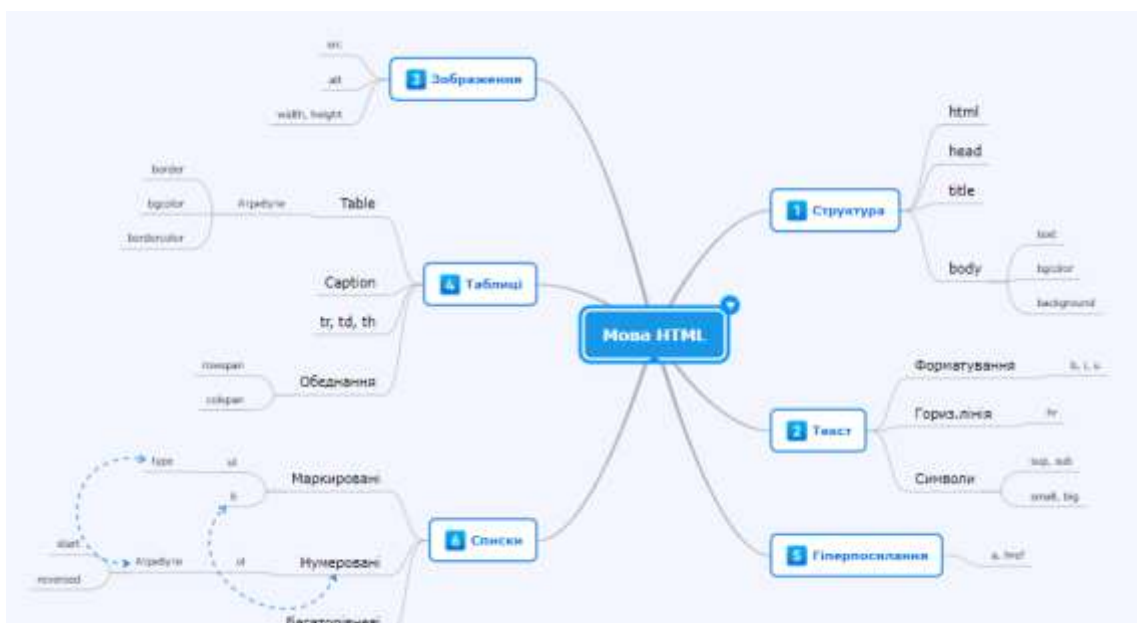 Мова HTML
1 Структура
html
head
title
body
text
bgcolor
background
2 Текст
Форматування
b, i, u
Гориз.лінія
hr
Символи
sup, sub
small, big
3 Зображення
src
alt
width, height
4 Таблиці
Table
Атрибути
border
bgcolor
bordercolor
Caption
tr, td, th
Обеднання
rowspan
colspan
5 Гіперпосилання
a, href
6 Списки
Маркировані
ul
type
li
Нумеровані
ol
Атрибути
start
reversed
Багаторівневі